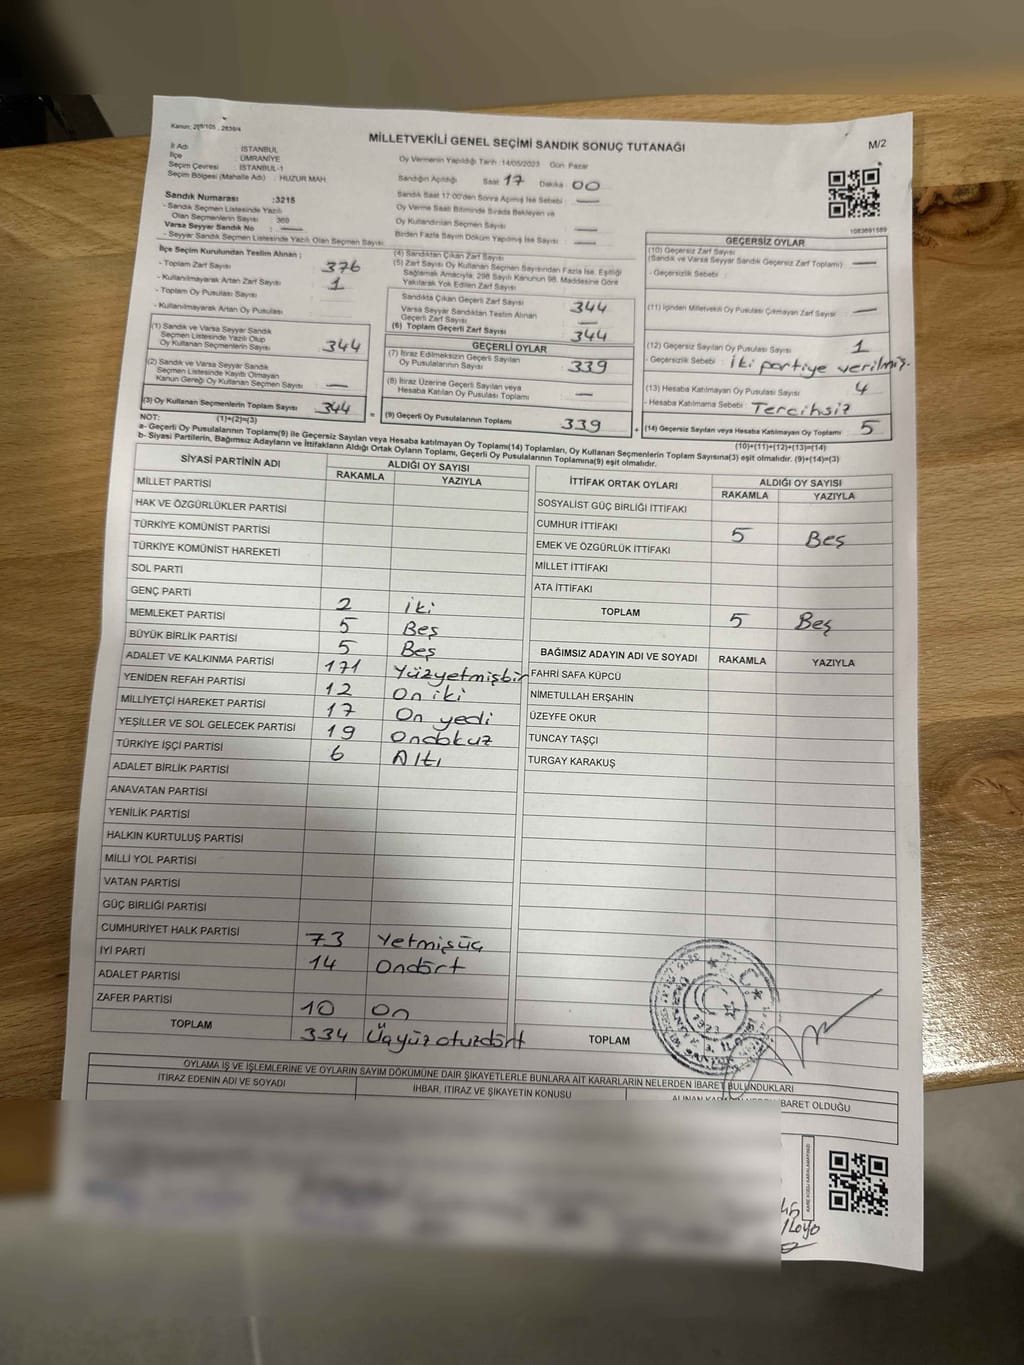 Kanun: 298/105 , 2839/4
MİLLETVEKİLİ GENEL SEÇİMİ SANDIK SONUÇ TUTANAĞI
M/2
İl Adı : İSTANBUL
İlçe : ÜMRANİYE
Seçim Çevresi : İSTANBUL-1
Seçim Bölgesi (Mahalle Adı) : HUZUR MAH
Sandık Numarası :3215
- Sandık Seçmen Listesinde Yazılı
Olan Seçmenlerin Sayısı : 369
Varsa Seyyar Sandık No : —
- Seyyar Sandık Seçmen Listesinde Yazılı Olan Seçmen Sayısı:
Oy Vermenin Yapıldığı Tarih :14/05/2023 Gün :Pazar
Sandığın Açıldığı Saat 17 Dakika 00
Sandık Saat 17:00'den Sonra Açılmış İse Sebebi : —
Oy Verme Saati Bitiminde Sırada Bekleyen ve
Oy Kullandırılan Seçmen Sayısı : —
Birden Fazla Sayım Döküm Yapılmış İse Sayısı : —
1083691589
İlçe Seçim Kurulundan Teslim Alınan ;
- Toplam Zarf Sayısı : 376
- Kullanılmayarak Artan Zarf Sayısı : 1
- Toplam Oy Pusulası Sayısı :
- Kullanılmayarak Artan Oy Pusulası
(1) Sandık ve Varsa Seyyar Sandık
Seçmen Listesinde Yazılı Olup
Oy Kullanan Seçmenlerin Sayısı : 344
(2) Sandık ve Varsa Seyyar Sandık
Seçmen Listesinde Kayıtlı Olmayan
Kanun Gereği Oy Kullanan Seçmen Sayısı : —
(3) Oy Kullanan Seçmenlerin Toplam Sayısı : 344
(1)+(2)=(3)
(4) Sandıktan Çıkan Zarf Sayısı :
(5) Zarf Sayısı Oy Kullanan Seçmen Sayısından Fazla İse, Eşitliği
Sağlamak Amacıyla; 298 Sayılı Kanunun 98. Maddesine Göre
Yakılarak Yok Edilen Zarf Sayısı :
Sandıkta Çıkan Geçerli Zarf Sayısı : 344
Varsa Seyyar Sandıktan Teslim Alınan
Geçerli Zarf Sayısı : —
(6) Toplam Geçerli Zarf Sayısı : 344
GEÇERLİ OYLAR
(7) İtiraz Edilmeksizin Geçerli Sayılan
Oy Pusulalarının Sayısı : 339
(8) İtiraz Üzerine Geçerli Sayılan veya
Hesaba Katılan Oy Pusulaları Toplamı : —
= (9) Geçerli Oy Pusulalarının Toplamı : 339 +
GEÇERSİZ OYLAR
(10) Geçersiz Zarf Sayısı :
(Sandık ve Varsa Seyyar Sandık Geçersiz Zarf Toplamı) —
- Geçersizlik Sebebi :
(11) İçinden Milletvekili Oy Pusulası Çıkmayan Zarf Sayısı : —
(12) Geçersiz Sayılan Oy Pusulası Sayısı : 1
- Geçersizlik Sebebi : İki partiye verilmiş.
(13) Hesaba Katılmayan Oy Pusulası Sayısı : 4
- Hesaba Katılmama Sebebi : Tercihsiz
(14) Geçersiz Sayılan veya Hesaba Katılmayan Oy Toplamı : 5
(10)+(11)+(12)+(13)=(14)
NOT:
a- Geçerli Oy Pusulalarının Toplamı(9) ile Geçersiz Sayılan veya Hesaba Katılmayan Oy Toplamı(14) Toplamları, Oy Kullanan Seçmenlerin Toplam Sayısına(3) eşit olmalıdır. (9)+(14)=(3)
b- Siyasi Partilerin, Bağımsız Adayların ve İttifakların Aldığı Ortak Oyların Toplamı, Geçerli Oy Pusulalarının Toplamına(9) eşit olmalıdır.
SİYASİ PARTİNİN ADI ALDIĞI OY SAYISI
RAKAMLA YAZIYLA
MİLLET PARTİSİ
HAK VE ÖZGÜRLÜKLER PARTİSİ
TÜRKİYE KOMÜNİST PARTİSİ
TÜRKİYE KOMÜNİST HAREKETİ
SOL PARTİ
GENÇ PARTİ
MEMLEKET PARTİSİ 2 iki
BÜYÜK BİRLİK PARTİSİ 5 Beş
5 Beş
ADALET VE KALKINMA PARTİSİ 171 Yüzyetmişbir
YENİDEN REFAH PARTİSİ 12 On iki
MİLLİYETÇİ HAREKET PARTİSİ 17 On yedi
YEŞİLLER VE SOL GELECEK PARTİSİ 19 Ondokuz
TÜRKİYE İŞÇİ PARTİSİ 6 Altı
ADALET BİRLİK PARTİSİ
ANAVATAN PARTİSİ
YENİLİK PARTİSİ
HALKIN KURTULUŞ PARTİSİ
MİLLİ YOL PARTİSİ
VATAN PARTİSİ
GÜÇ BİRLİĞİ PARTİSİ
CUMHURİYET HALK PARTİSİ 73 Yetmişüç
İYİ PARTİ 14 Ondört
ADALET PARTİSİ
ZAFER PARTİSİ 10 On
TOPLAM 334 Üçyüzotuzdört
İTTİFAK ORTAK OYLARI ALDIĞI OY SAYISI
RAKAMLA YAZIYLA
SOSYALİST GÜÇ BİRLİĞİ İTTİFAKI
CUMHUR İTTİFAKI 5 Beş
EMEK VE ÖZGÜRLÜK İTTİFAKI
MİLLET İTTİFAKI
ATA İTTİFAKI
TOPLAM 5 Beş
BAĞIMSIZ ADAYIN ADI VE SOYADI RAKAMLA YAZIYLA
FAHRİ SAFA KÜPCÜ
NİMETULLAH ERŞAHİN
ÜZEYFE OKUR
TUNCAY TAŞÇI
TURGAY KARAKUŞ
TOPLAM
OYLAMA İŞ VE İŞLEMLERİNE VE OYLARIN SAYIM DÖKÜMÜNE DAİR ŞİKAYETLERLE BUNLARA AİT KARARLARIN NELERDEN İBARET BULUNDUKLARI
İTİRAZ EDENİN ADI VE SOYADI İHBAR, İTİRAZ VE ŞİKAYETİN KONUSU ALINAN KARARIN NEDEN İBARET OLDUĞU